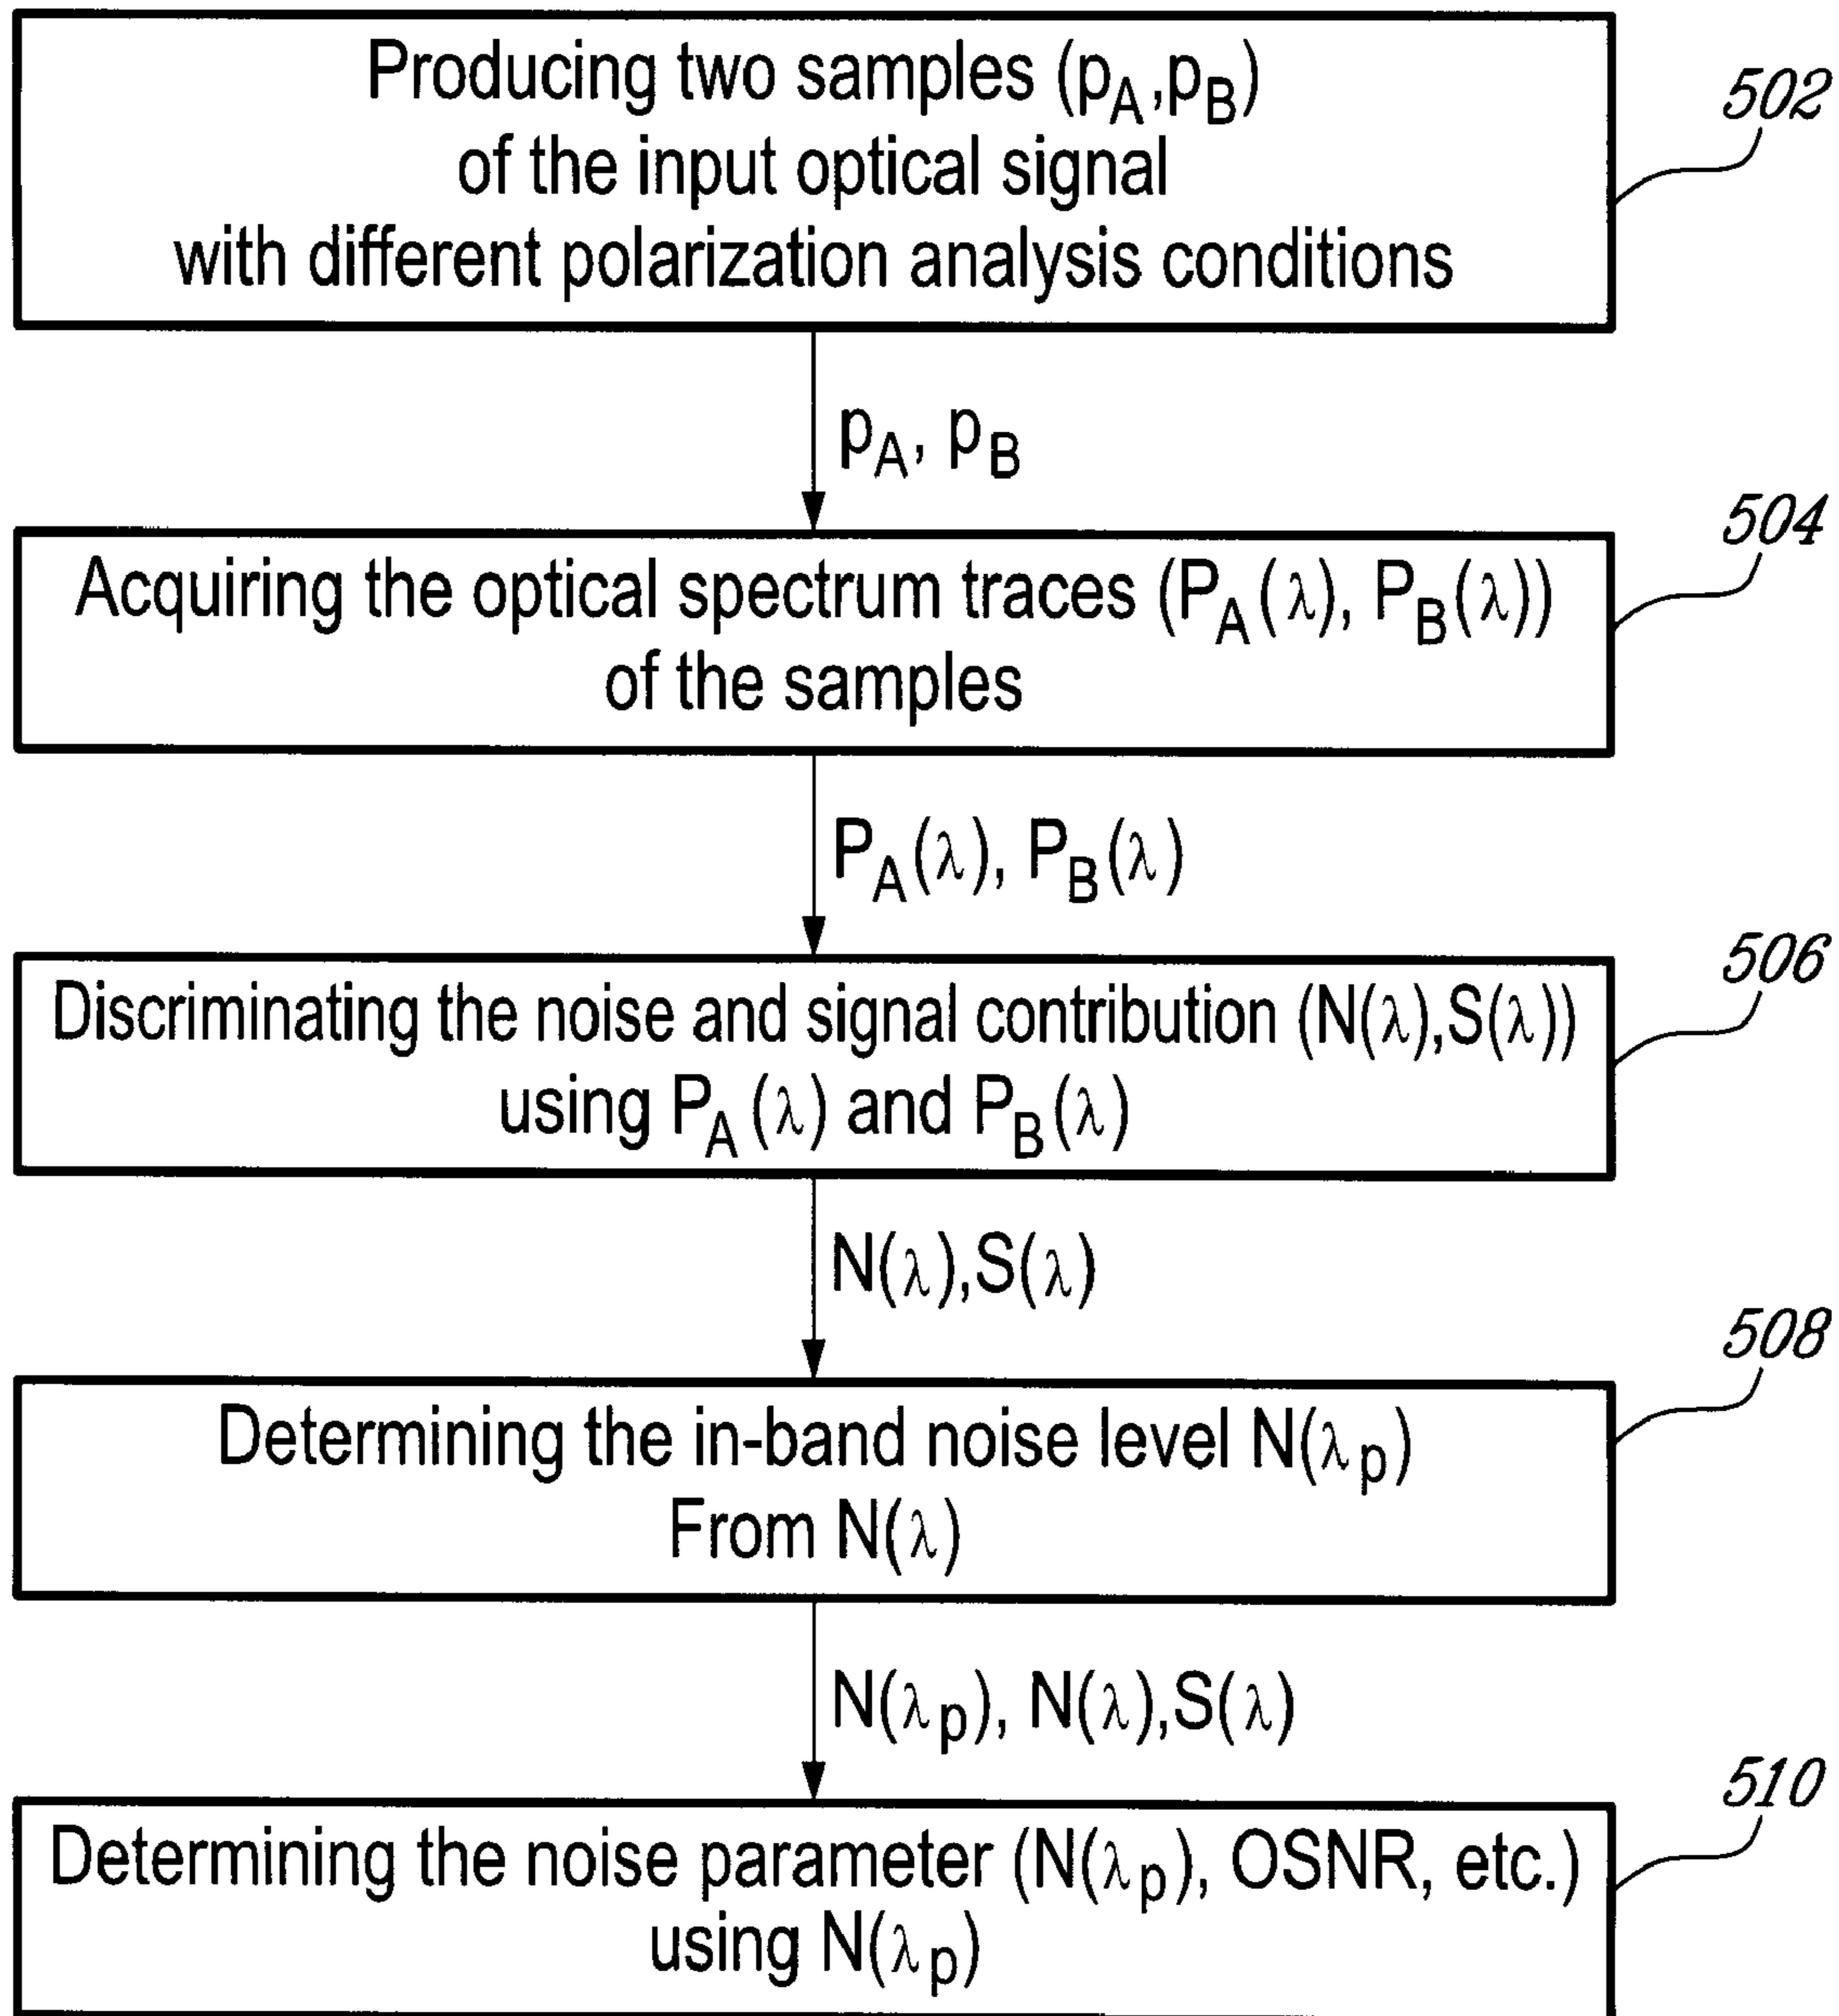 Producing two samples (pA,pB)
of the input optical signal
with different polarization analysis conditions
502
pA, pB
504
Acquiring the optical spectrum traces (PA(λ), PB(λ))
of the samples
PA(λ), PB(λ)
506
Discriminating the noise and signal contribution (N(λ),S(λ))
using PA(λ) and PB(λ)
N(λ),S(λ)
508
Determining the in-band noise level N(λp)
From N(λ)
N(λp), N(λ),S(λ)
510
Determining the noise parameter (N(λp), OSNR, etc.)
using N(λp)